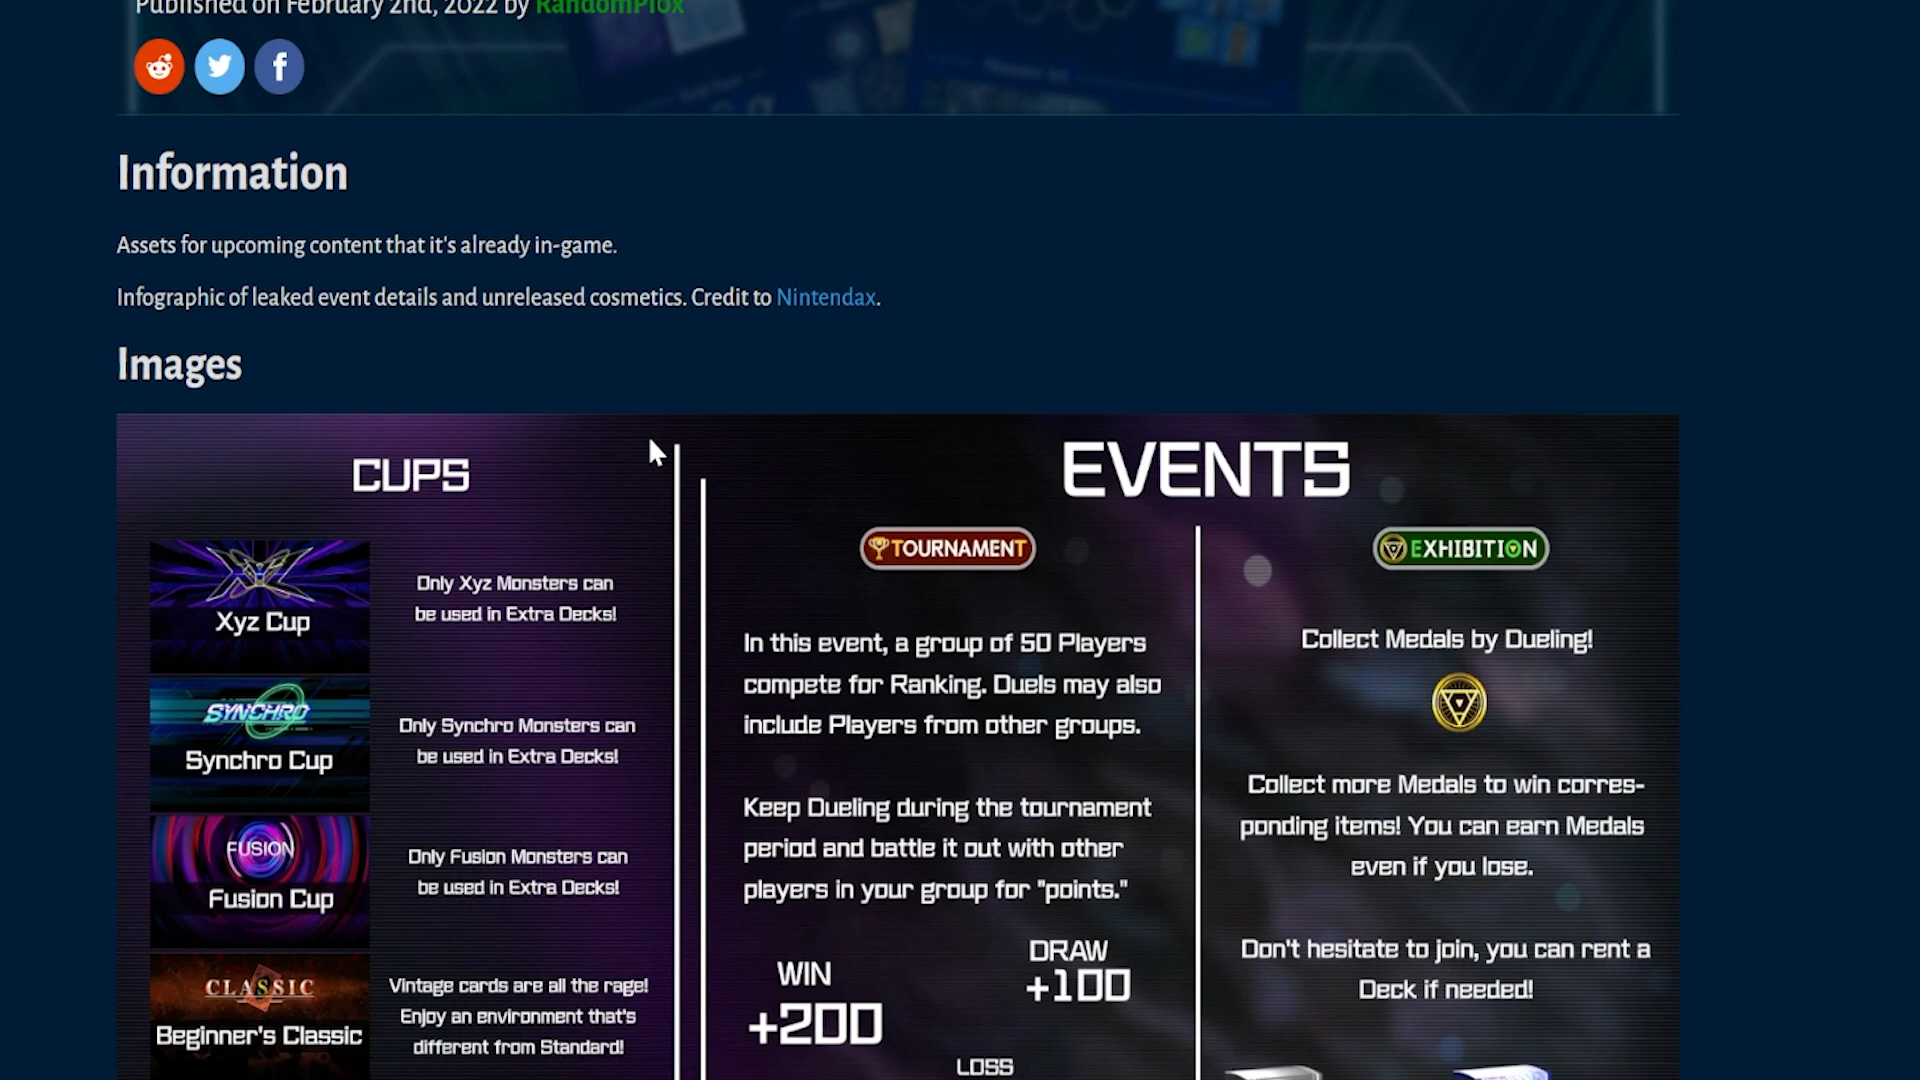 Published on February 2nd, 2022 by RandomPl0x
Information
Assets for upcoming content that it's already in-game.
Infographic of leaked event details and unreleased cosmetics. Credit to Nintendax.
Images
CUPS
Xyz Cup
Only Xyz Monsters can
be used in Extra Decks!
SYNCHRO
Synchro Cup
Only Synchro Monsters can
be used in Extra Decks!
FUSION
Fusion Cup
Only Fusion Monsters can
be used in Extra Decks!
CLASSIC
Beginner's Classic
Vintage cards are all the rage!
Enjoy an environment that's
different from Standard!
EVENTS
TOURNAMENT
In this event, a group of 50 Players
compete for Ranking. Duels may also
include Players from other groups.
Keep Dueling during the tournament
period and battle it out with other
players in your group for "points."
WIN
+200
DRAW
+100
LOSS
EXHIBITION
Collect Medals by Dueling!
Collect more Medals to win corres-
ponding items! You can earn Medals
even if you lose.
Don't hesitate to join, you can rent a
Deck if needed!